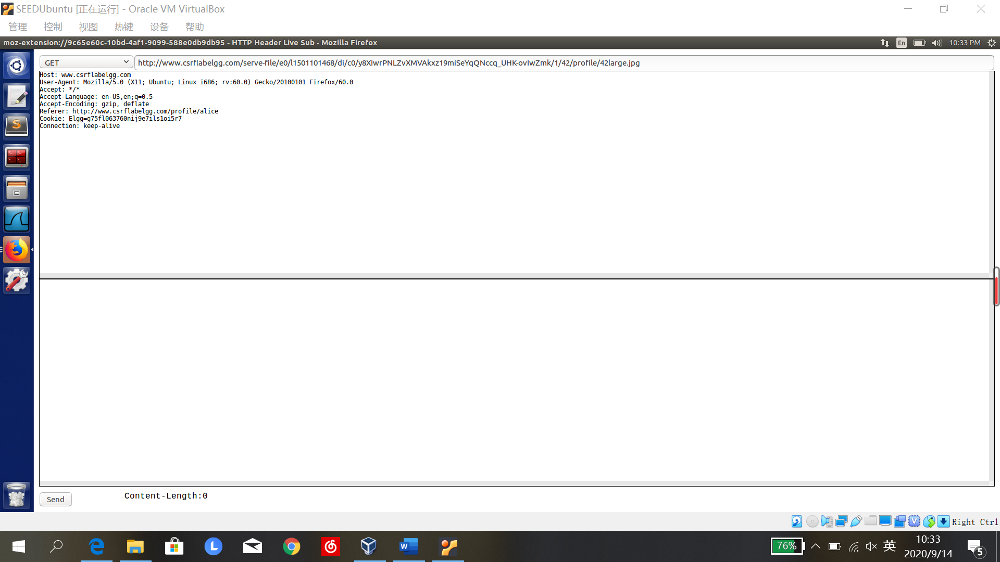 SEEDUbuntu [正在运行] - Oracle VM VirtualBox
管理 控制 视图 热键 设备 帮助
moz-extension://9c65e60c-10bd-4af1-9099-588e0db9db95 - HTTP Header Live Sub - Mozilla Firefox
En
10:33 PM
GET
http://www.csrflabelgg.com/serve-file/e0/l1501101468/di/c0/y8XIwrPNLZvXMVAkxz19miSeYqQNccq_UHK-ovIwZmk/1/42/profile/42large.jpg
Host: www.csrflabelgg.com
User-Agent: Mozilla/5.0 (X11; Ubuntu; Linux i686; rv:60.0) Gecko/20100101 Firefox/60.0
Accept: */*
Accept-Language: en-US,en;q=0.5
Accept-Encoding: gzip, deflate
Referer: http://www.csrflabelgg.com/profile/alice
Cookie: Elgg=g75fl063760nij9e7ils1oi5r7
Connection: keep-alive
Send
Content-Length:0
Right Ctrl
76%
英
10:33
2020/9/14
5